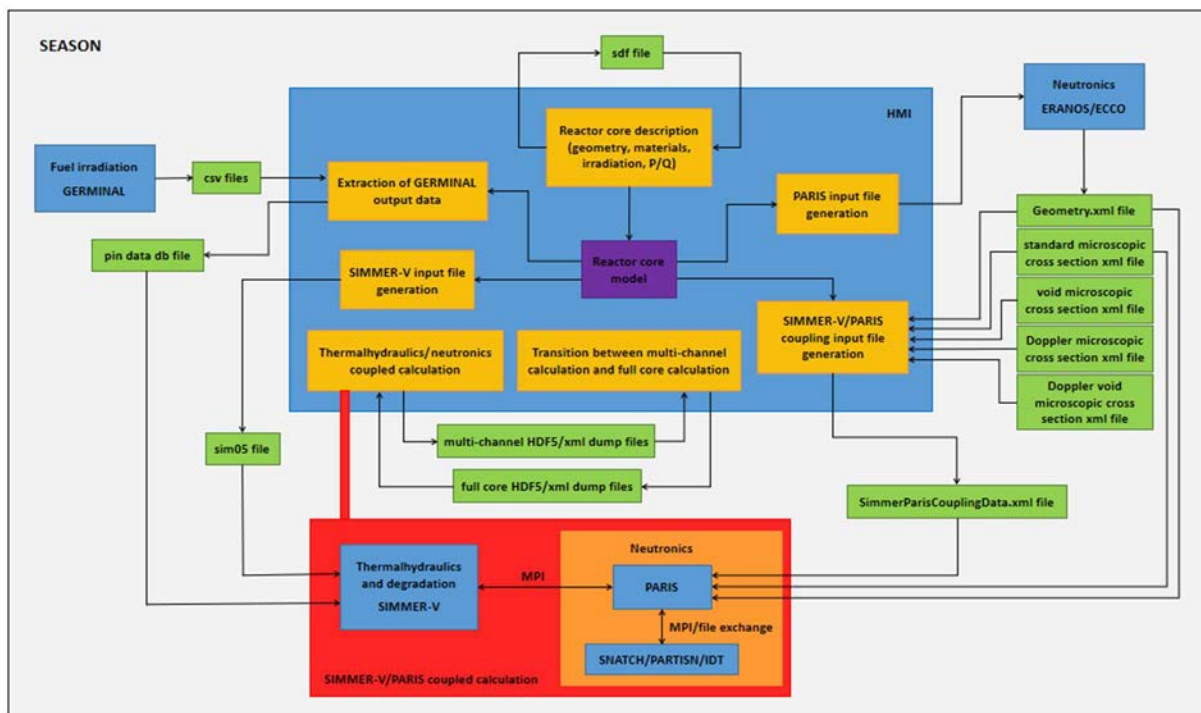 SEASON
sdf file
HMI
Neutronics
ERANOS/ECCO
Reactor core description
(geometry, materials,
irradiation, P/Q)
Fuel irradiation
GERMINAL
csv files
Extraction of GERMINAL
output data
PARIS input file
generation
Geometry.xml file
pin data db file
SIMMER-V input file
generation
Reactor core
model
standard microscopic
cross section xml file
void microscopic
cross section xml file
SIMMER-V/PARIS
coupling input file
generation
Doppler microscopic
cross section xml file
Thermalhydraulics/neutronics
coupled calculation
Transition between multi-channel
calculation and full core calculation
Doppler void
microscopic cross
section xml file
sim05 file
multi-channel HDF5/xml dump files
full core HDF5/xml dump files
SimmerParisCouplingData.xml file
Neutronics
Thermalhydraulics
and degradation
SIMMER-V
MPI
PARIS
MPI/file exchange
SNATCH/PARTISN/IDT
SIMMER-V/PARIS coupled calculation